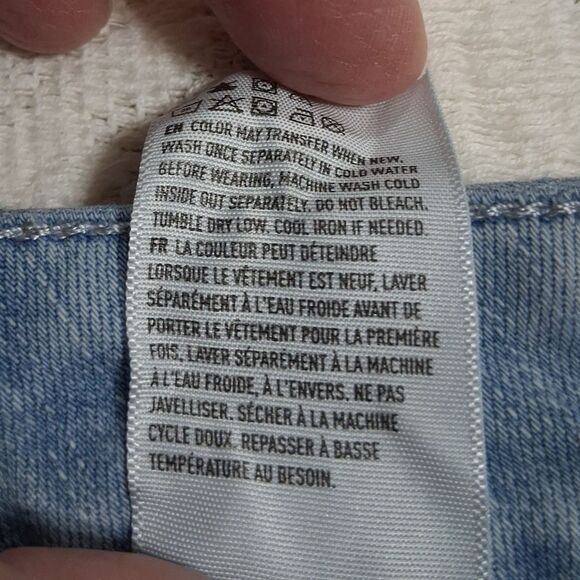 EN COLOR MAY TRANSFER WHEN NEW.
WASH ONCE SEPARATELY IN COLD WATER
BEFORE WEARING, MACHINE WASH COLD
INSIDE OUT SEPARATELY. DO NOT BLEACH.
TUMBLE DRY LOW. COOL IRON IF NEEDED.
FR LA COULEUR PEUT DÉTEINDRE
LORSQUE LE VÊTEMENT EST NEUF, LAVER
SÉPARÉMENT À L'EAU FROIDE AVANT DE
PORTER LE VETEMENT POUR LA PREMIÈRE
FOIS. LAVER SÉPAREMENT À LA MACHINE
À L'EAU FROIDE, À L'ENVERS. NE PAS
JAVELLISER. SÉCHER À LA MACHINE
CYCLE DOUX. REPASSER À BASSE
TEMPÉRATURE AU BESOIN.